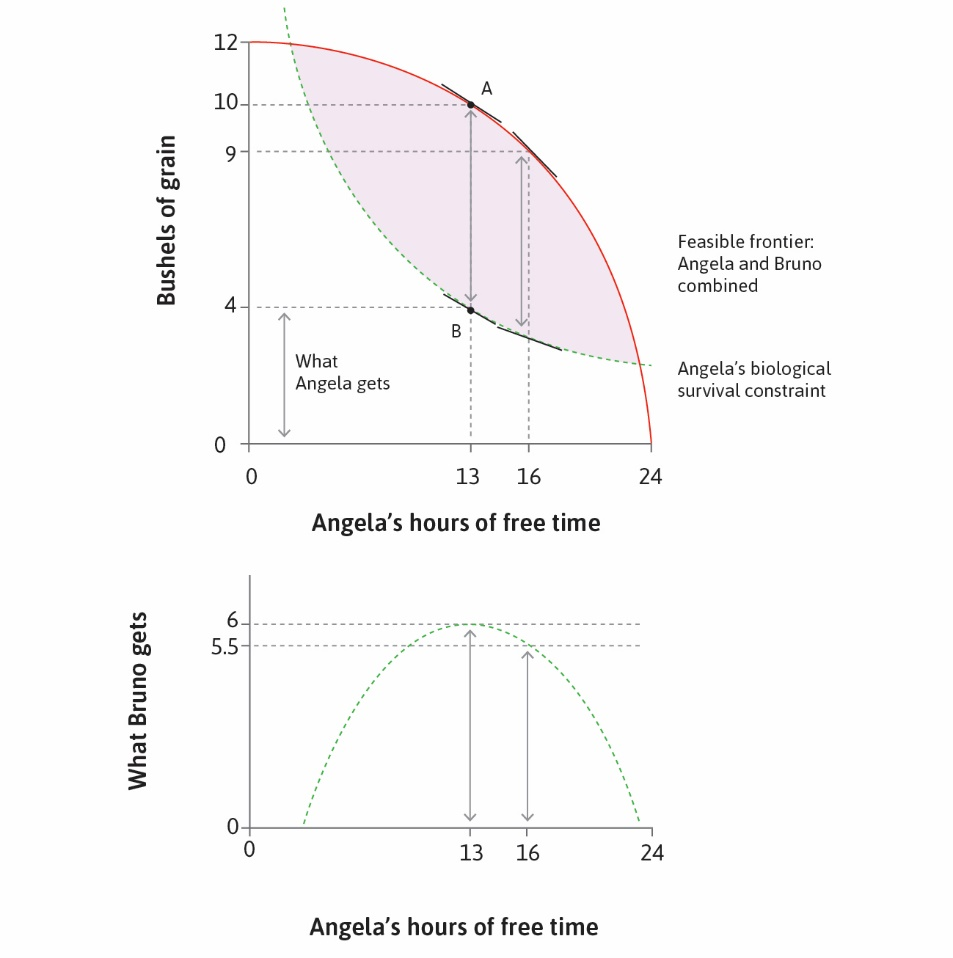 12
10
9
4
0
Bushels of grain
A
B
What
Angela gets
Feasible frontier:
Angela and Bruno
combined
Angela’s biological
survival constraint
0
13
16
24
Angela’s hours of free time
6
5.5
0
What Bruno gets
0
13
16
24
Angela’s hours of free time